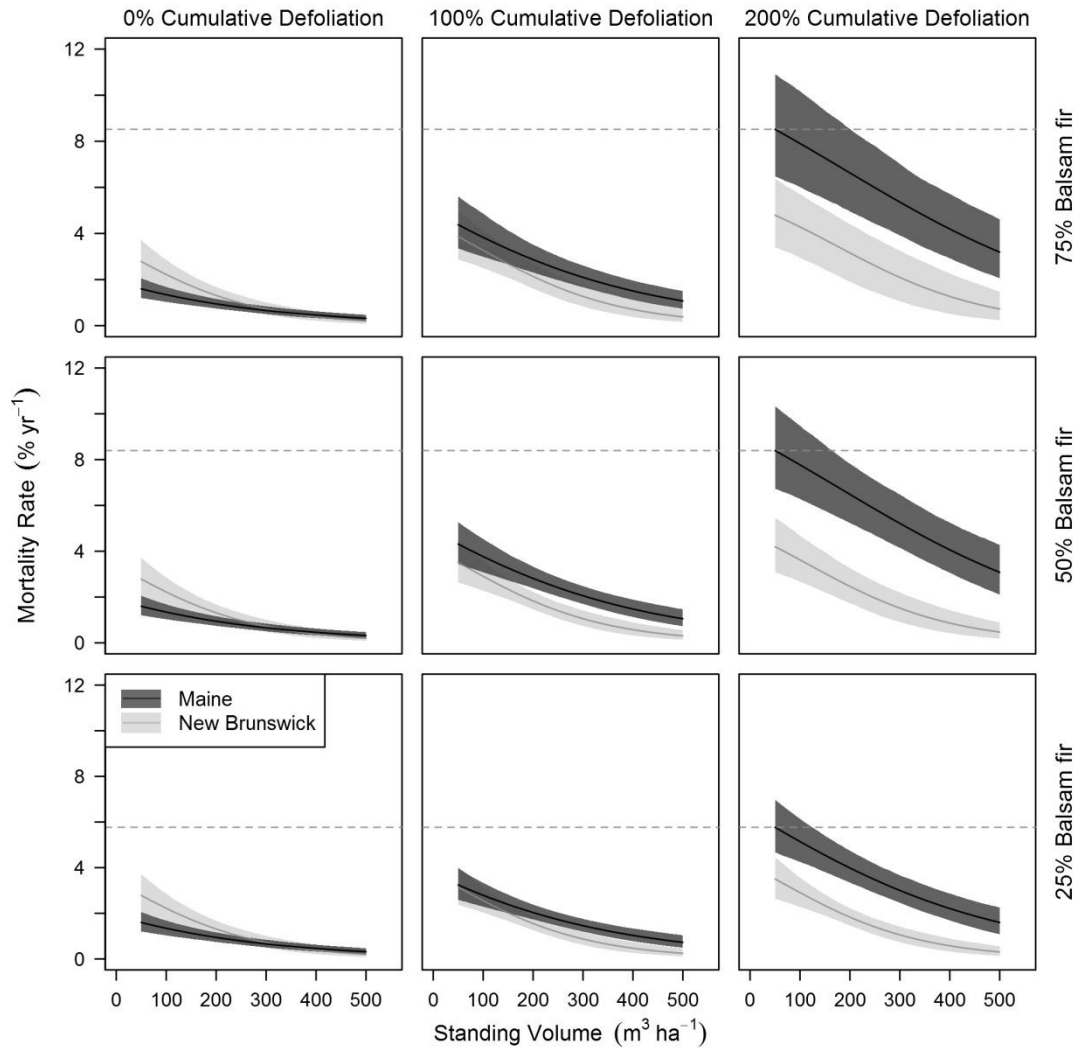 0% Cumulative Defoliation 100% Cumulative Defoliation 200% Cumulative Defoliation
12
8
4
0
75% Balsam fir
12
8
4
0
50% Balsam fir
12
8
4
0
25% Balsam fir
Mortality Rate (% yr⁻¹)
Maine
New Brunswick
0 100 200 300 400 500 0 100 200 300 400 500 0 100 200 300 400 500
Standing Volume (m³ ha⁻¹)